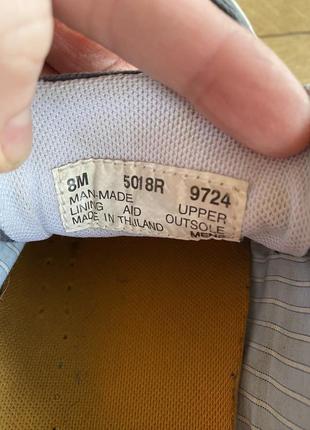 8M 5018R 9724
MAN-MADE UPPER
LINING AID OUTSOLE
MADE IN THAILAND MENS